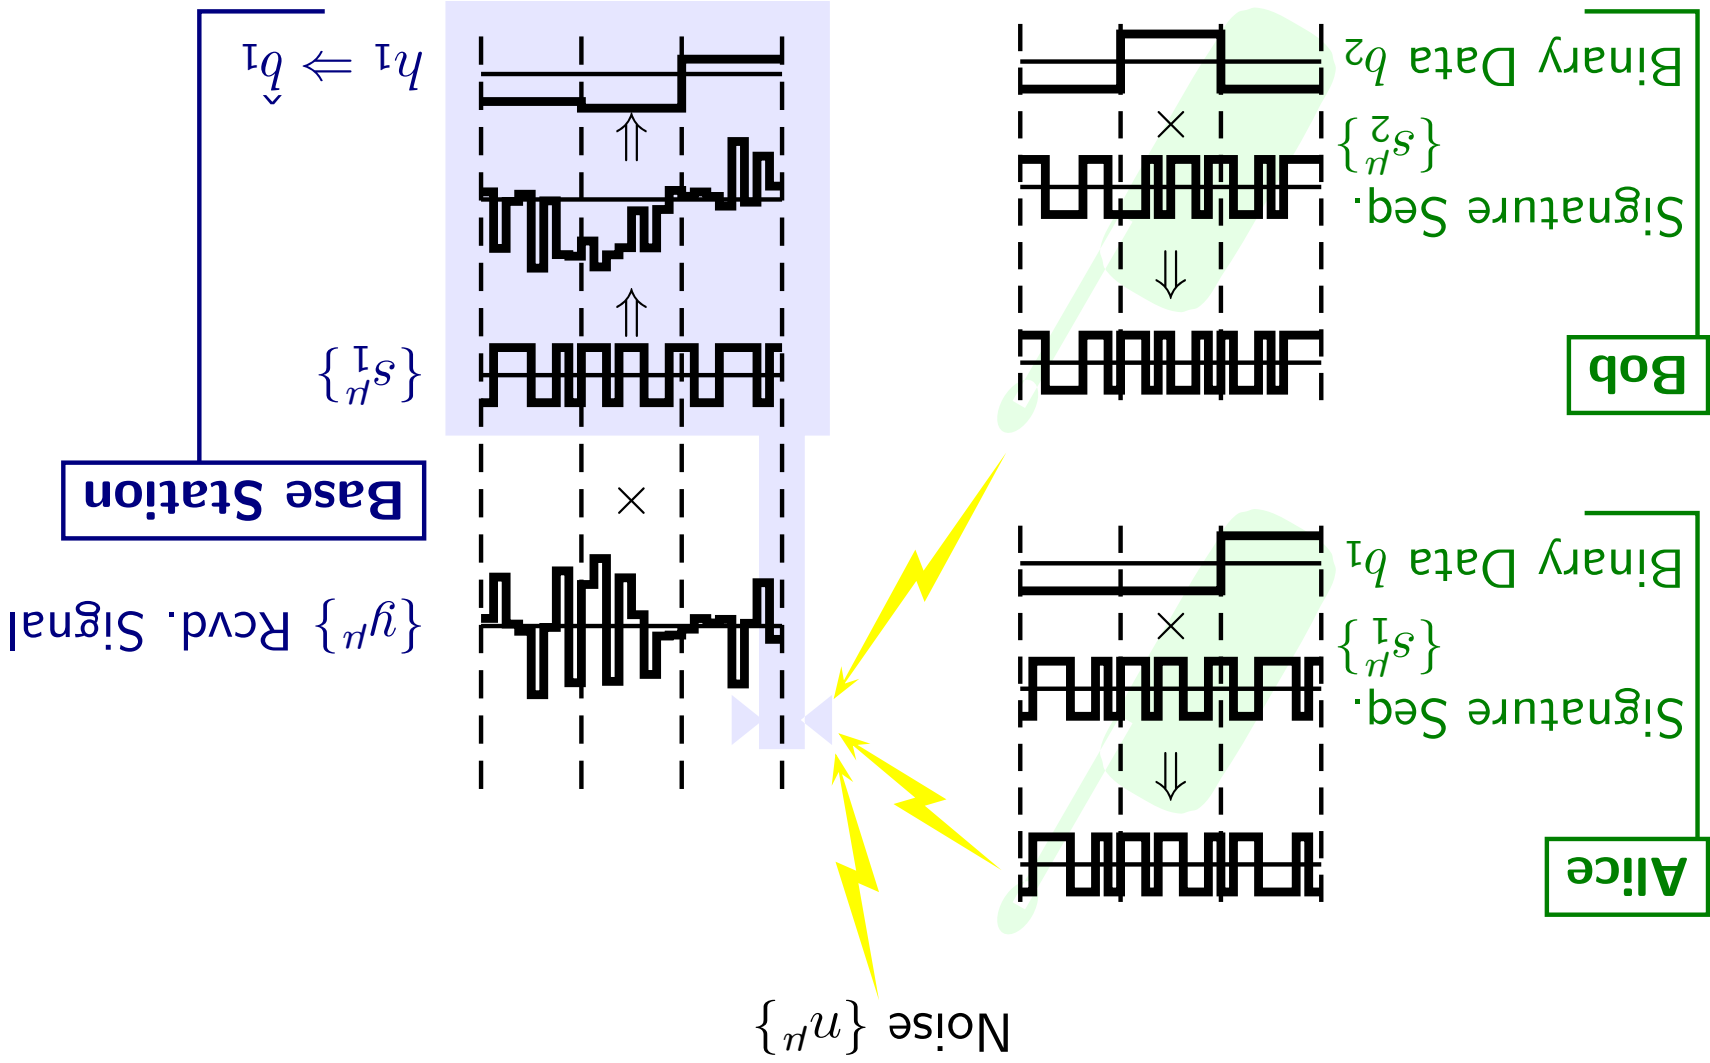 Noise {n^μ}
Alice
Signature Seq.
{s₁^μ}
Binary Data b₁
Bob
Signature Seq.
{s₂^μ}
Binary Data b₂
{y^μ} Rcvd. Signal
Base Station
{s₁^μ}
h₁ ⇒ b̂₁